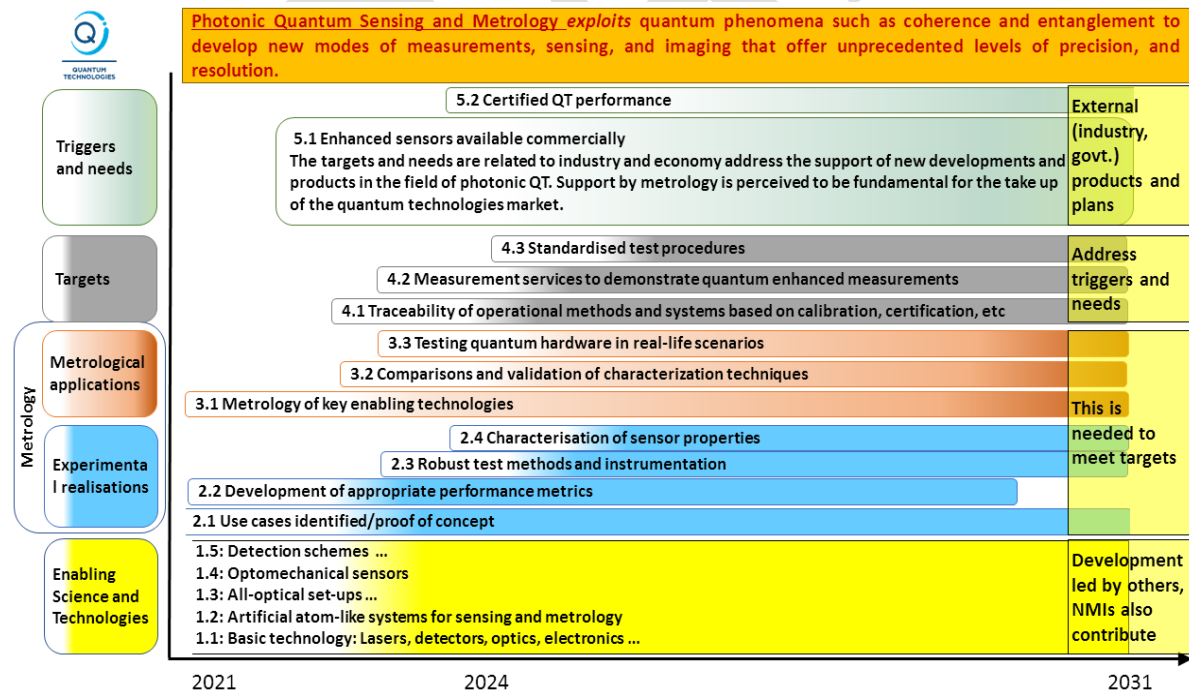 Photonic Quantum Sensing and Metrology exploits quantum phenomena such as coherence and entanglement to
develop new modes of measurements, sensing, and imaging that offer unprecedented levels of precision, and
resolution.
Q
QUANTUM
TECHNOLOGIES
Triggers
and needs
5.2 Certified QT performance
5.1 Enhanced sensors available commercially
The targets and needs are related to industry and economy address the support of new developments and
products in the field of photonic QT. Support by metrology is perceived to be fundamental for the take up
of the quantum technologies market.
External
(industry,
govt.)
products and
plans
Targets
4.3 Standardised test procedures
4.2 Measurement services to demonstrate quantum enhanced measurements
4.1 Traceability of operational methods and systems based on calibration, certification, etc
Address
triggers and
needs
Metrology
Metrological
applications
3.3 Testing quantum hardware in real-life scenarios
3.2 Comparisons and validation of characterization techniques
3.1 Metrology of key enabling technologies
Experimenta
l realisations
2.4 Characterisation of sensor properties
2.3 Robust test methods and instrumentation
2.2 Development of appropriate performance metrics
2.1 Use cases identified/proof of concept
This is
needed to
meet targets
Enabling
Science and
Technologies
1.5: Detection schemes ...
1.4: Optomechanical sensors
1.3: All-optical set-ups ...
1.2: Artificial atom-like systems for sensing and metrology
1.1: Basic technology: Lasers, detectors, optics, electronics ...
Development
led by others,
NMIs also
contribute
2021
2024
2031